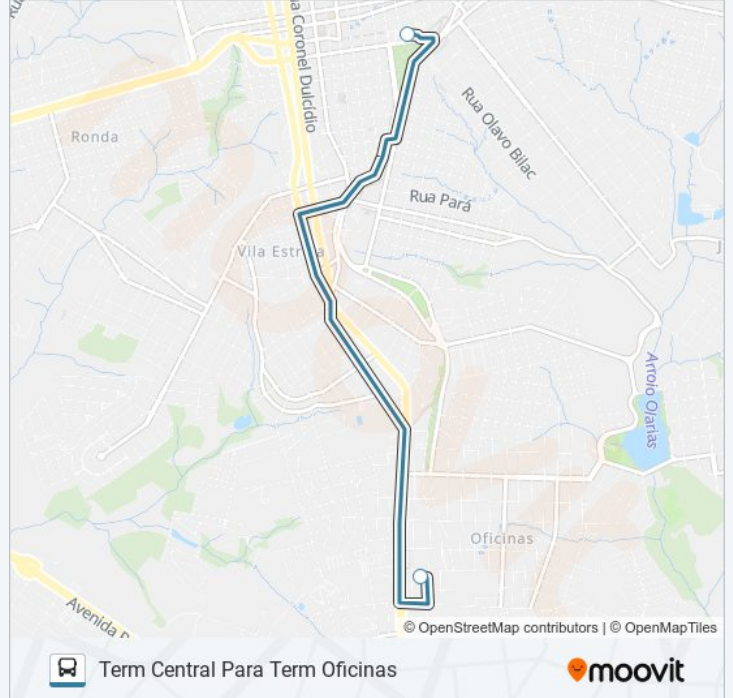 Ru
a Coronel Dulcídio
Ronda
Rua Olavo Bilac
Rua Pará
J
Vila Estrela
Arroio Olarias
Oficinas
Avenida
© OpenStreetMap contributors | © OpenMapTiles
Term Central Para Term Oficinas
moovit